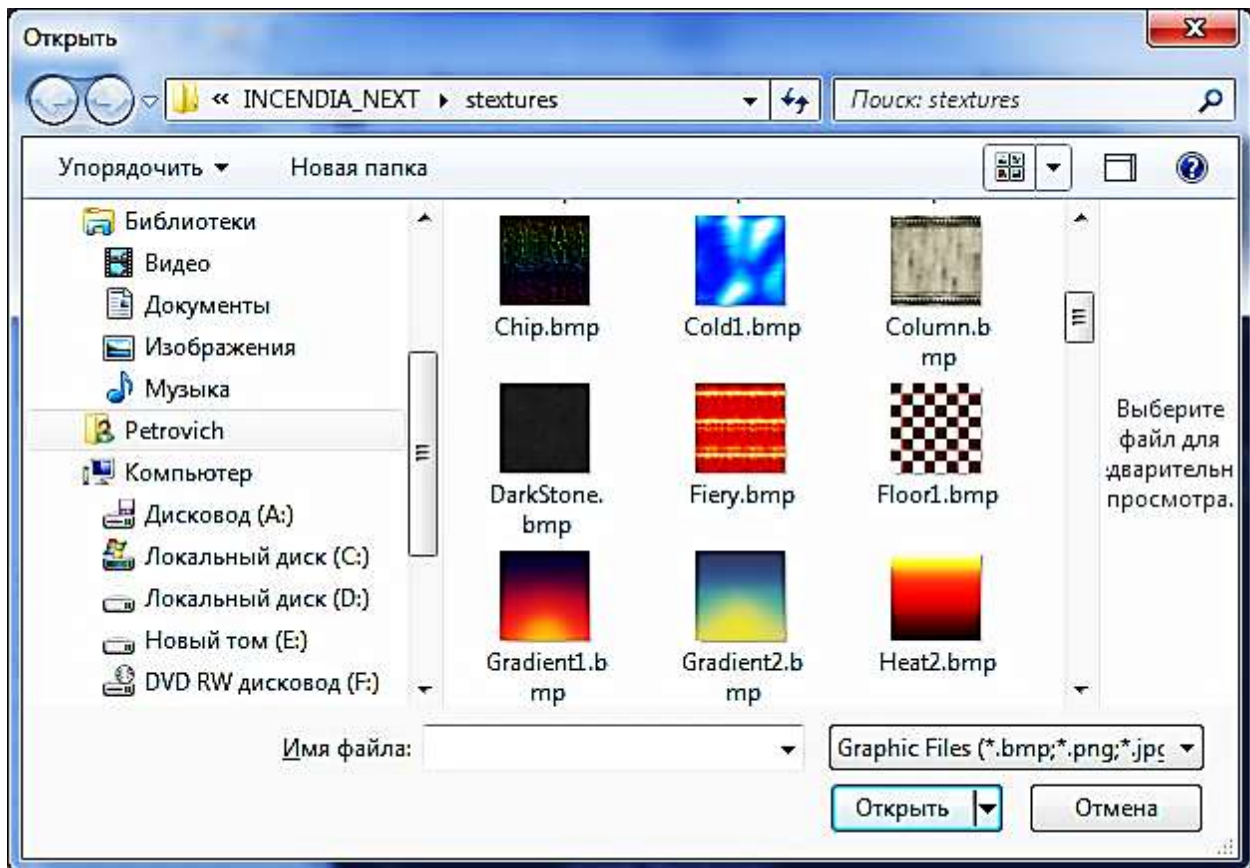 Открыть
« INCENDIA_NEXT ▸ stextures
Поиск: stextures
Упорядочить
Новая папка
Библиотеки
Видео
Документы
Изображения
Музыка
Petrovich
Компьютер
Дисковод (A:)
Локальный диск (C:)
Локальный диск (D:)
Новый том (E:)
DVD RW дисковод (F:)
Chip.bmp
Cold1.bmp
Column.b
mp
DarkStone.
bmp
Fiery.bmp
Floor1.bmp
Gradient1.b
mp
Gradient2.b
mp
Heat2.bmp
Выберите
файл для
дварительн
просмотра.
Имя файла:
Graphic Files (*.bmp;*.png;*.jpg
Открыть
Отмена